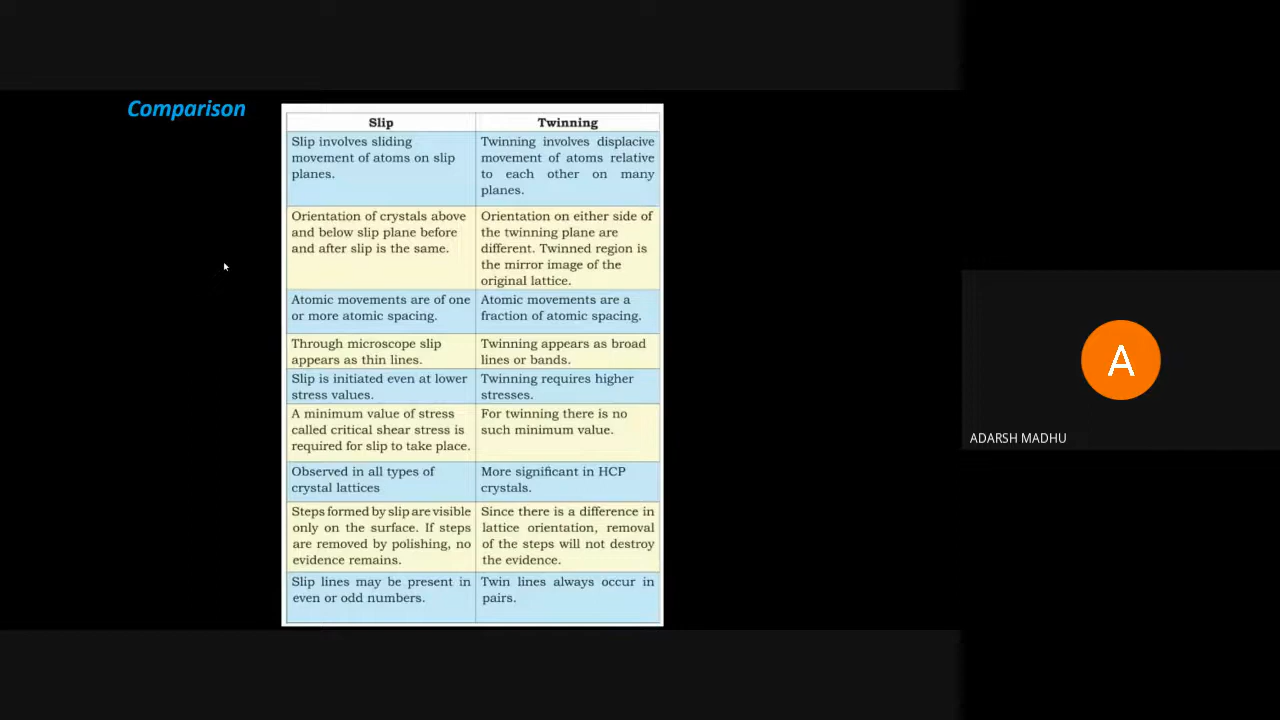 Comparison
Slip
Twinning
Slip involves sliding
movement of atoms on slip
planes.
Twinning involves displacive
movement of atoms relative
to each other on many
planes.
Orientation of crystals above
and below slip plane before
and after slip is the same.
Orientation on either side of
the twinning plane are
different. Twinned region is
the mirror image of the
original lattice.
Atomic movements are of one
or more atomic spacing.
Atomic movements are a
fraction of atomic spacing.
Through microscope slip
appears as thin lines.
Twinning appears as broad
lines or bands.
Slip is initiated even at lower
stress values.
Twinning requires higher
stresses.
A minimum value of stress
called critical shear stress is
required for slip to take place.
For twinning there is no
such minimum value.
Observed in all types of
crystal lattices
More significant in HCP
crystals.
Steps formed by slip are visible
only on the surface. If steps
are removed by polishing, no
evidence remains.
Since there is a difference in
lattice orientation, removal
of the steps will not destroy
the evidence.
Slip lines may be present in
even or odd numbers.
Twin lines always occur in
pairs.
A
ADARSH MADHU